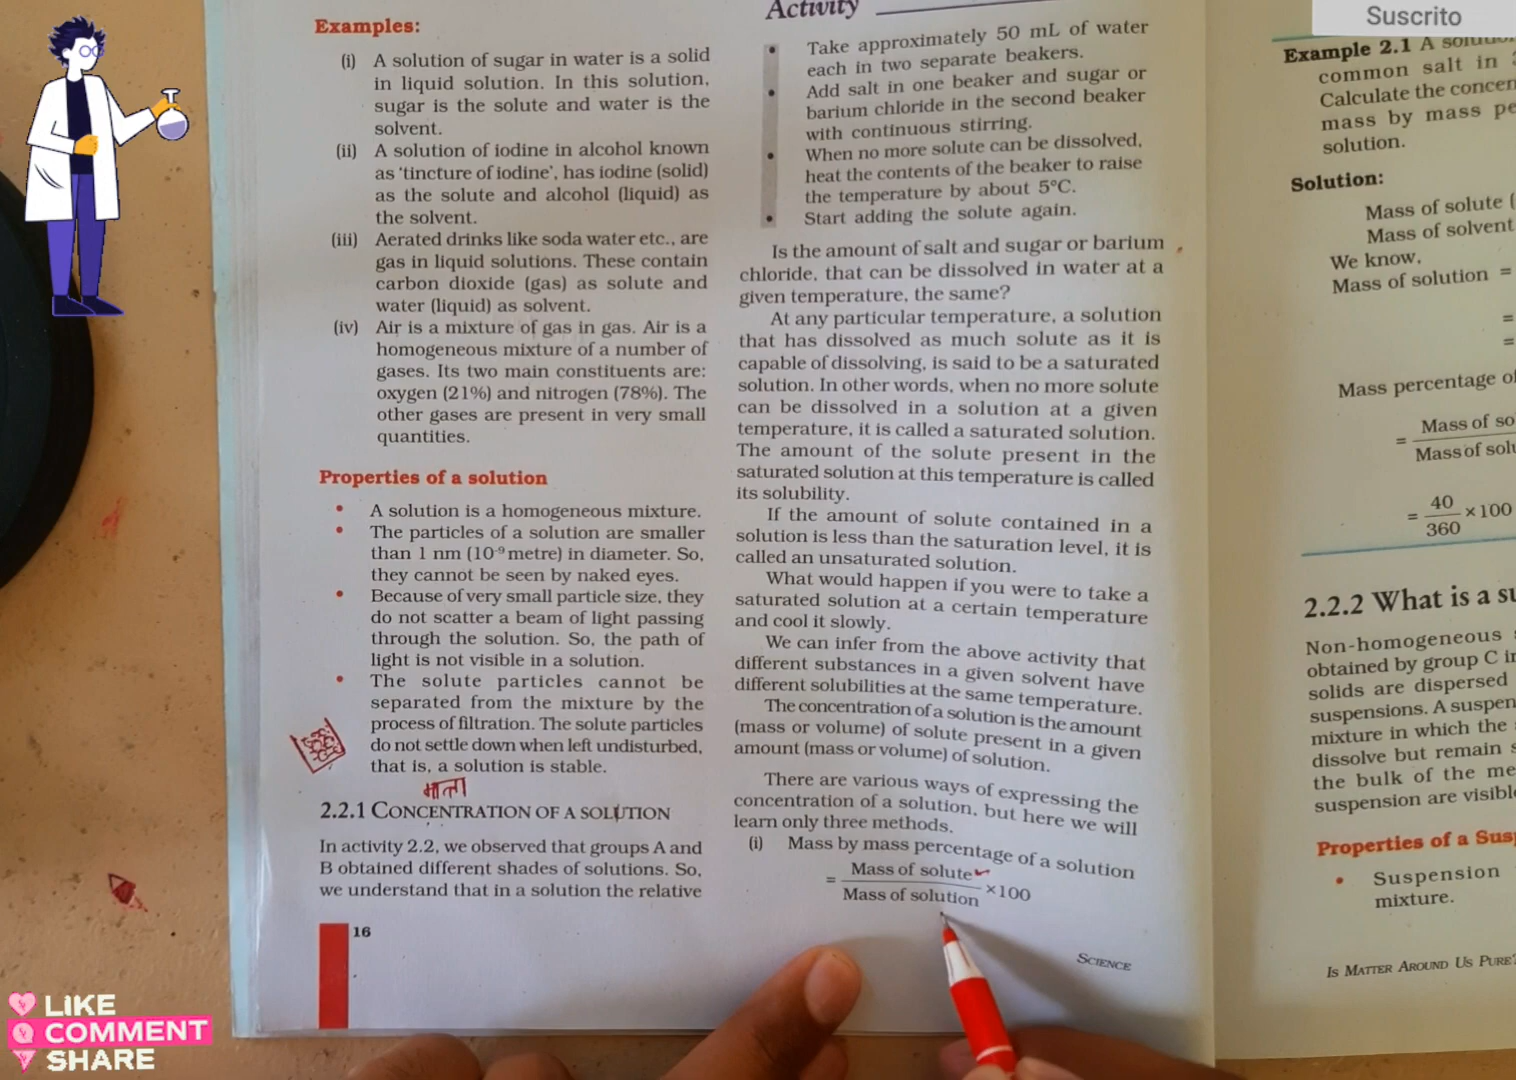 Examples:
(i) A solution of sugar in water is a solid
in liquid solution. In this solution,
sugar is the solute and water is the
solvent.
(ii) A solution of iodine in alcohol known
as ‘tincture of iodine’, has iodine (solid)
as the solute and alcohol (liquid) as
the solvent.
(iii) Aerated drinks like soda water etc., are
gas in liquid solutions. These contain
carbon dioxide (gas) as solute and
water (liquid) as solvent.
(iv) Air is a mixture of gas in gas. Air is a
homogeneous mixture of a number of
gases. Its two main constituents are:
oxygen (21%) and nitrogen (78%). The
other gases are present in very small
quantities.
Properties of a solution
• A solution is a homogeneous mixture.
• The particles of a solution are smaller
than 1 nm (10⁻⁹ metre) in diameter. So,
they cannot be seen by naked eyes.
• Because of very small particle size, they
do not scatter a beam of light passing
through the solution. So, the path of
light is not visible in a solution.
• The solute particles cannot be
separated from the mixture by the
process of filtration. The solute particles
do not settle down when left undisturbed,
that is, a solution is stable.
2.2.1 CONCENTRATION OF A SOLUTION
In activity 2.2, we observed that groups A and
B obtained different shades of solutions. So,
we understand that in a solution the relative
16
Activity
• Take approximately 50 mL of water
each in two separate beakers.
• Add salt in one beaker and sugar or
barium chloride in the second beaker
with continuous stirring.
• When no more solute can be dissolved,
heat the contents of the beaker to raise
the temperature by about 5°C.
• Start adding the solute again.
Is the amount of salt and sugar or barium
chloride, that can be dissolved in water at a
given temperature, the same?
At any particular temperature, a solution
that has dissolved as much solute as it is
capable of dissolving, is said to be a saturated
solution. In other words, when no more solute
can be dissolved in a solution at a given
temperature, it is called a saturated solution.
The amount of the solute present in the
saturated solution at this temperature is called
its solubility.
If the amount of solute contained in a
solution is less than the saturation level, it is
called an unsaturated solution.
What would happen if you were to take a
saturated solution at a certain temperature
and cool it slowly.
We can infer from the above activity that
different substances in a given solvent have
different solubilities at the same temperature.
The concentration of a solution is the amount
(mass or volume) of solute present in a given
amount (mass or volume) of solution.
There are various ways of expressing the
concentration of a solution, but here we will
learn only three methods.
(i) Mass by mass percentage of a solution
= Mass of solute
Mass of solution ×100
SCIENCE
Suscrito
Example 2.1 A
common salt in
Calculate the
mass by mass
solution.
Solution:
Mass of solute (
Mass of solvent
We know,
Mass of solution =
=
=
Mass percentage
= Mass of
Mass of
= 40
360 ×100
2.2.2 What is a
Non-homogeneous
obtained by group C
solids are dispersed
mixture in which the
dissolve but remain
the bulk of the
suspension are
Properties of a
• Suspension
mixture.
IS MATTER AROUND US PURE?
LIKE
COMMENT
SHARE